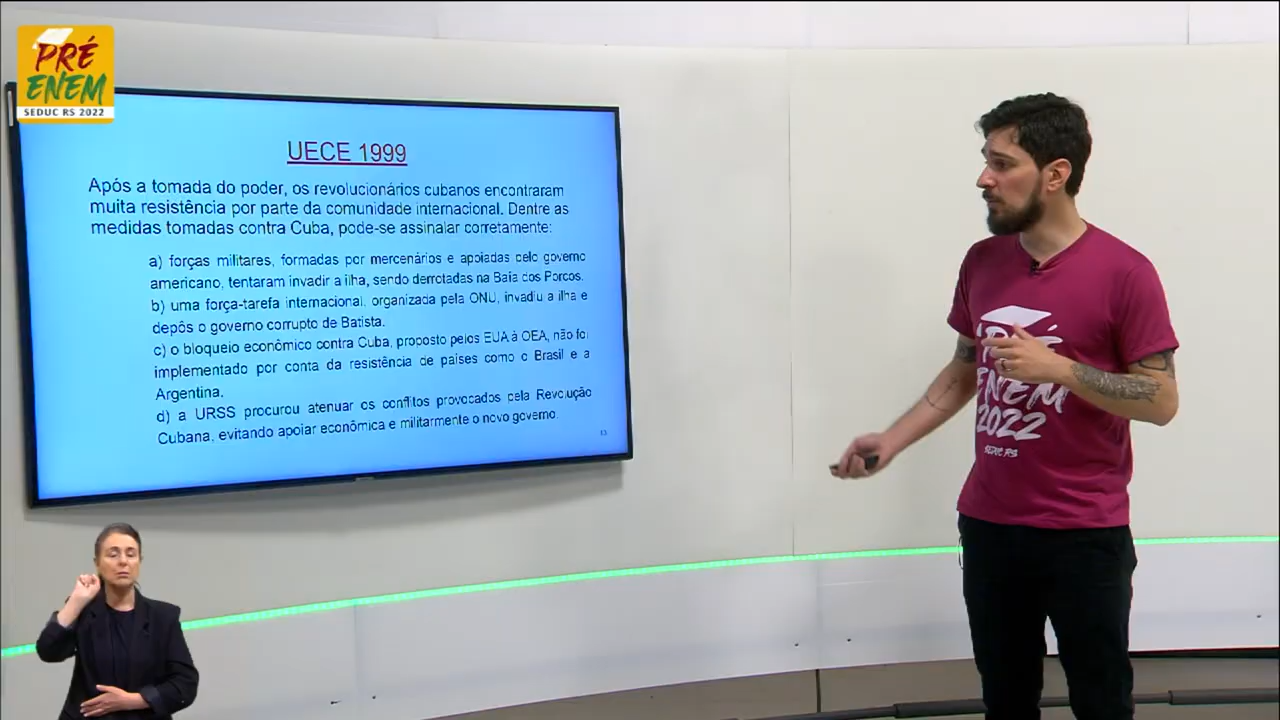 PRÉ
ENEM
SEDUC RS 2022
UECE 1999
Após a tomada do poder, os revolucionários cubanos encontraram
muita resistência por parte da comunidade internacional. Dentre as
medidas tomadas contra Cuba, pode-se assinalar corretamente:
a) forças militares, formadas por mercenários e apoiadas pelo governo
americano, tentaram invadir a ilha, sendo derrotadas na Baía dos Porcos.
b) uma força-tarefa internacional, organizada pela ONU, invadiu a ilha e
depôs o governo corrupto de Batista.
c) o bloqueio econômico contra Cuba, proposto pelos EUA à OEA, não foi
implementado por conta da resistência de países como o Brasil e a
Argentina.
d) a URSS procurou atenuar os conflitos provocados pela Revolução
Cubana, evitando apoiar econômica e militarmente o novo governo.
PRÉ
ENEM
2022
SEDUC RS